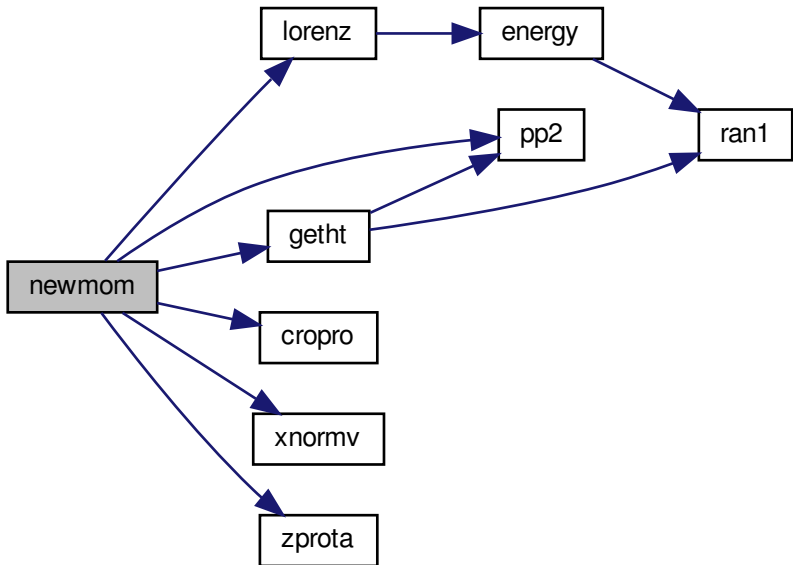 lorenz
energy
pp2
ran1
getht
newmom
cropro
xnormv
zprota